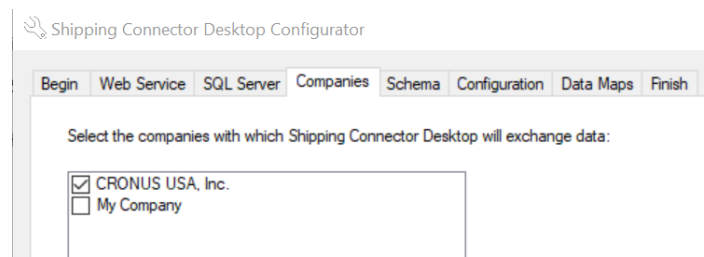 Shipping Connector Desktop Configurator
Begin Web Service SQL Server Companies Schema Configuration Data Maps Finish
Select the companies with which Shipping Connector Desktop will exchange data:
CRONUS USA, Inc.
My Company